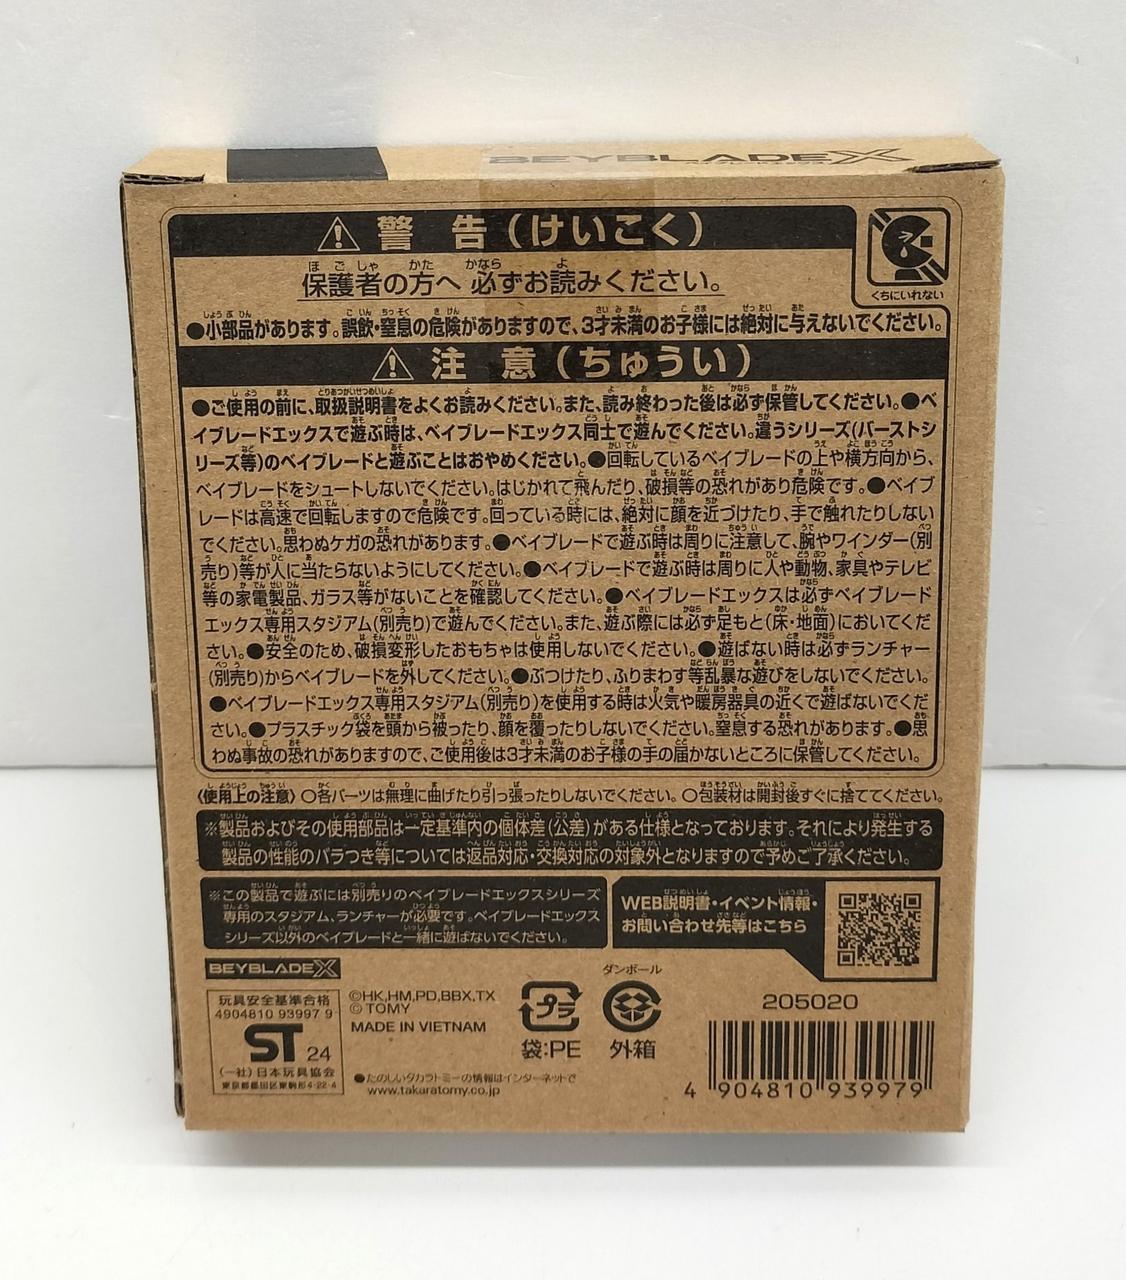 BEYBLADE X
警 告(けいこく)
保護者の方へ 必ずお読みください。
くちにいれない
●小部品があります。誤飲・窒息の危険がありますので、3才未満のお子様には絶対に与えないでください。
注 意(ちゅうい)
●ご使用の前に、取扱説明書をよくお読みください。また、読み終わった後は必ず保管してください。●ベ
イブレードエックスで遊ぶ時は、ベイブレードエックス同士で遊んでください。違うシリーズ(バーストシ
リーズ等)のベイブレードと遊ぶことはおやめください。●回転しているベイブレードの上や横方向から、
ベイブレードをシュートしないでください。はじかれて飛んだり、破損等の恐れがあり危険です。●ベイブ
レードは高速で回転しますので危険です。回っている時には、絶対に顔を近づけたり、手で触れたりしない
でください。思わぬケガの恐れがあります。●ベイブレードで遊ぶ時は周りに注意して、腕やワインダー(別
売り)等が人に当たらないようにしてください。●ベイブレードで遊ぶ時は周りに人や動物、家具やテレビ
等の家電製品、ガラス等がないことを確認してください。●ベイブレードエックスは必ずベイブレード
エックス専用スタジアム(別売り)で遊んでください。また、遊ぶ際には必ず足もと(床・地面)においてくだ
さい。●安全のため、破損変形したおもちゃは使用しないでください。●遊ばない時は必ずランチャー
(別売り)からベイブレードを外してください。●ぶつけたり、ふりまわす等乱暴な遊びをしないでください。
●ベイブレードエックス専用スタジアム(別売り)を使用する時は火気や暖房器具の近くで遊ばないでくだ
さい。●プラスチック袋を頭から被ったり、顔を覆ったりしないでください。窒息する恐れがあります。●思
わぬ事故の恐れがありますので、ご使用後は3才未満のお子様の手の届かないところに保管してください。
〈使用上の注意〉○各パーツは無理に曲げたり引っ張ったりしないでください。○包装材は開封後すぐに捨ててください。
※製品およびその使用部品は一定基準内の個体差(公差)がある仕様となっております。それにより発生する
製品の性能のバラつき等については返品対応・交換対応の対象外となりますので予めご了承ください。
※この製品で遊ぶには別売りのベイブレードエックスシリーズ
専用のスタジアム、ランチャーが必要です。ベイブレードエックス
シリーズ以外のベイブレードと一緒に遊ばないでください。
WEB説明書・イベント情報・
お問い合わせ先等はこちら
BEYBLADE X
玩具安全基準合格
4904810 93997 9
ST 24
(一社)日本玩具協会
東京都墨田区東駒形4-22-4
©HK,HM,PD,BBX,TX
© TOMY
MADE IN VIETNAM
●たのしいタカラトミーの情報はインターネットで
www.takaratomy.co.jp
プラ
袋:PE
ダンボール
外箱
205020
4 904810 939979